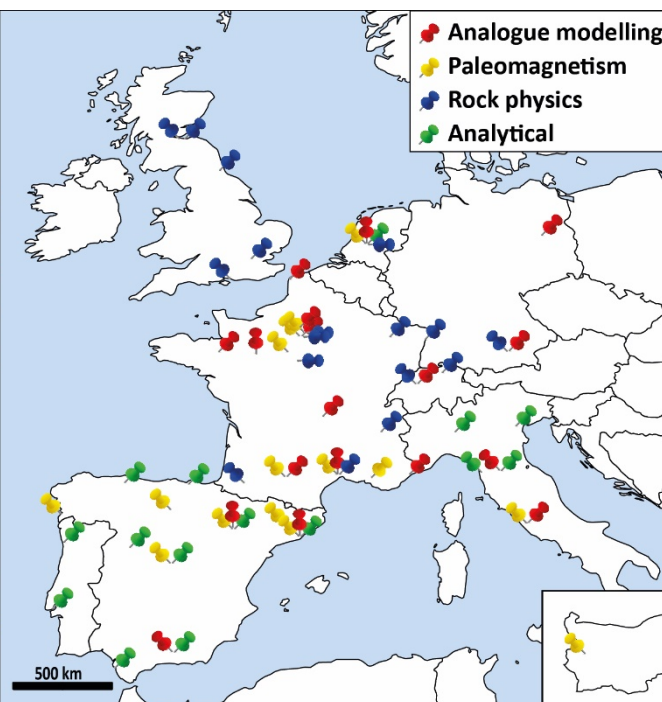 Analogue modelling
Paleomagnetism
Rock physics
Analytical
500 km